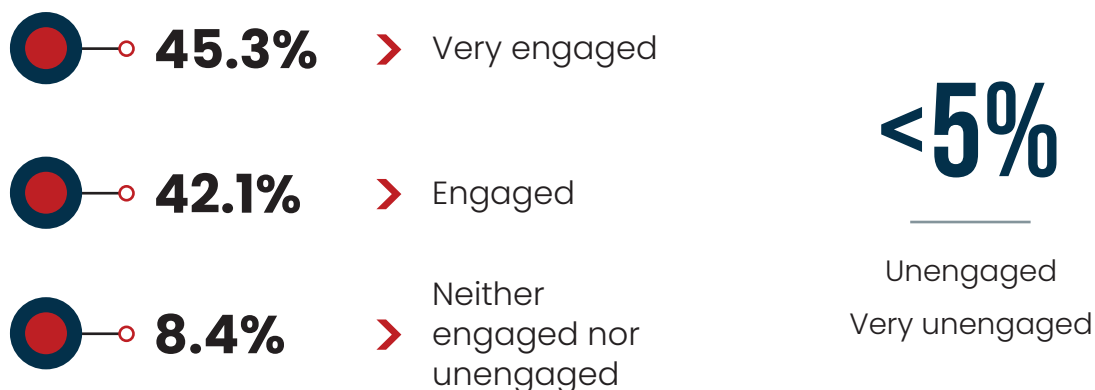 45.3% Very engaged
42.1% Engaged
8.4% Neither
engaged nor
unengaged
<5%
Unengaged
Very unengaged